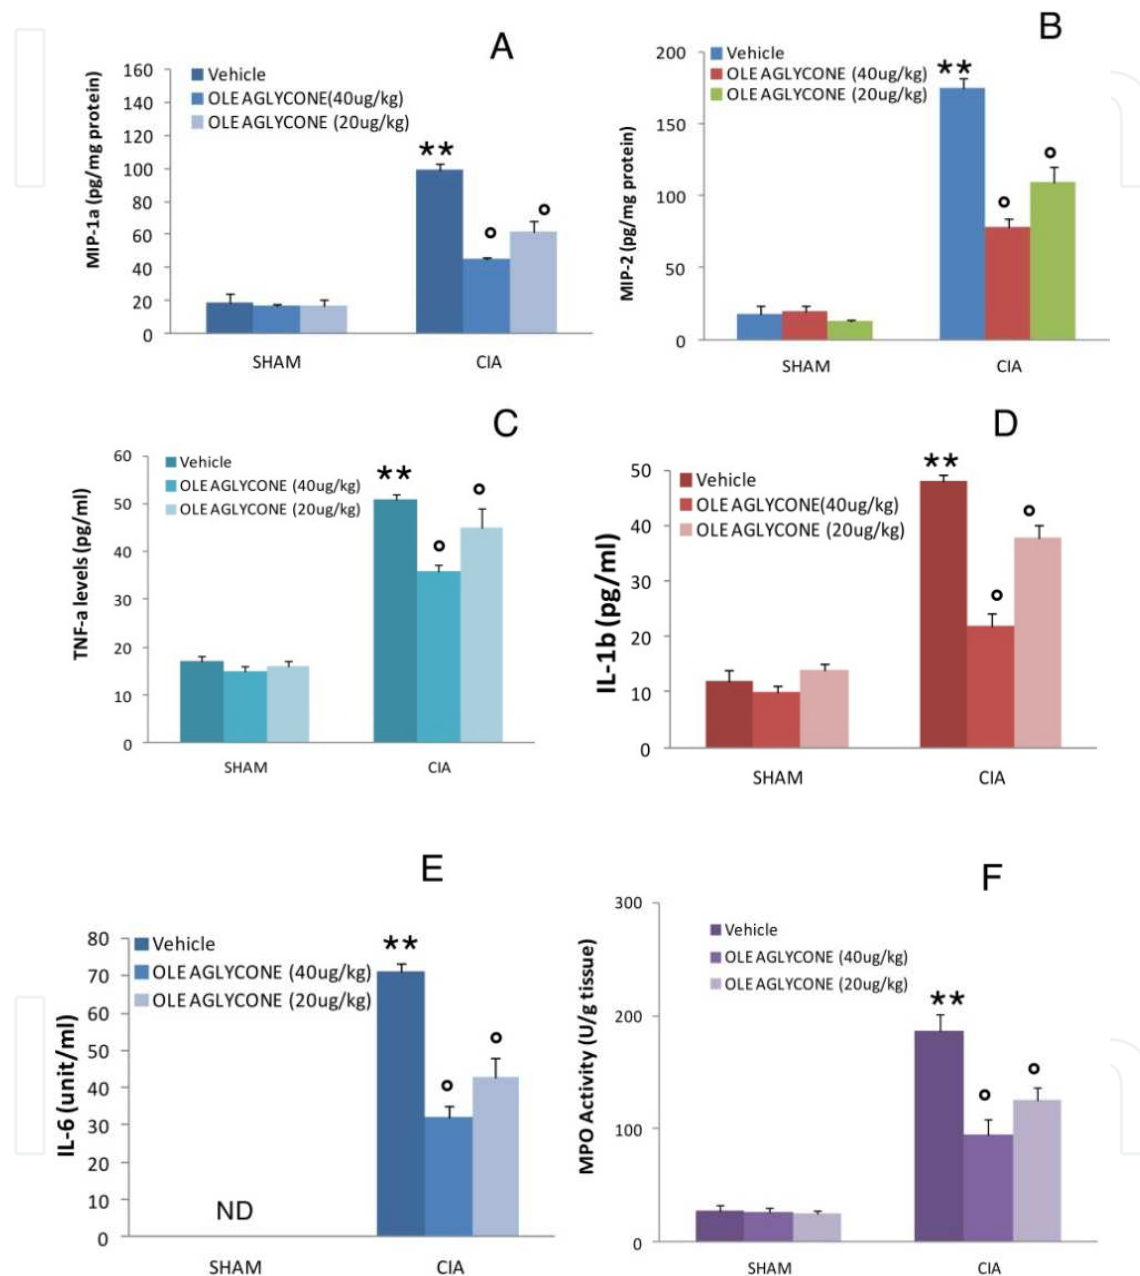 A
160
140
120
100
80
60
40
20
0
MIP-1a (pg/mg protein)
Vehicle
OLE AGLYCONE(40ug/kg)
OLE AGLYCONE (20ug/kg)
**
°
°
SHAM
CIA
B
200
150
100
50
0
MIP-2 (pg/mg protein)
Vehicle
OLE AGLYCONE (40ug/kg)
OLE AGLYCONE (20ug/kg)
**
°
°
SHAM
CIA
C
60
50
40
30
20
10
0
TNF-a levels (pg/ml)
Vehicle
OLE AGLYCONE (40ug/kg)
OLE AGLYCONE (20ug/kg)
**
°
°
SHAM
CIA
D
50
40
30
20
10
0
IL-1b (pg/ml)
Vehicle
OLE AGLYCONE(40ug/kg)
OLE AGLYCONE (20ug/kg)
**
°
°
SHAM
CIA
E
80
70
60
50
40
30
20
10
0
IL-6 (unit/ml)
Vehicle
OLE AGLYCONE (40ug/kg)
OLE AGLYCONE (20ug/kg)
**
°
°
ND
SHAM
CIA
F
300
200
100
0
MPO Activity (U/g tissue)
Vehicle
OLE AGLYCONE (40ug/kg)
OLE AGLYCONE (20ug/kg)
**
°
°
SHAM
CIA